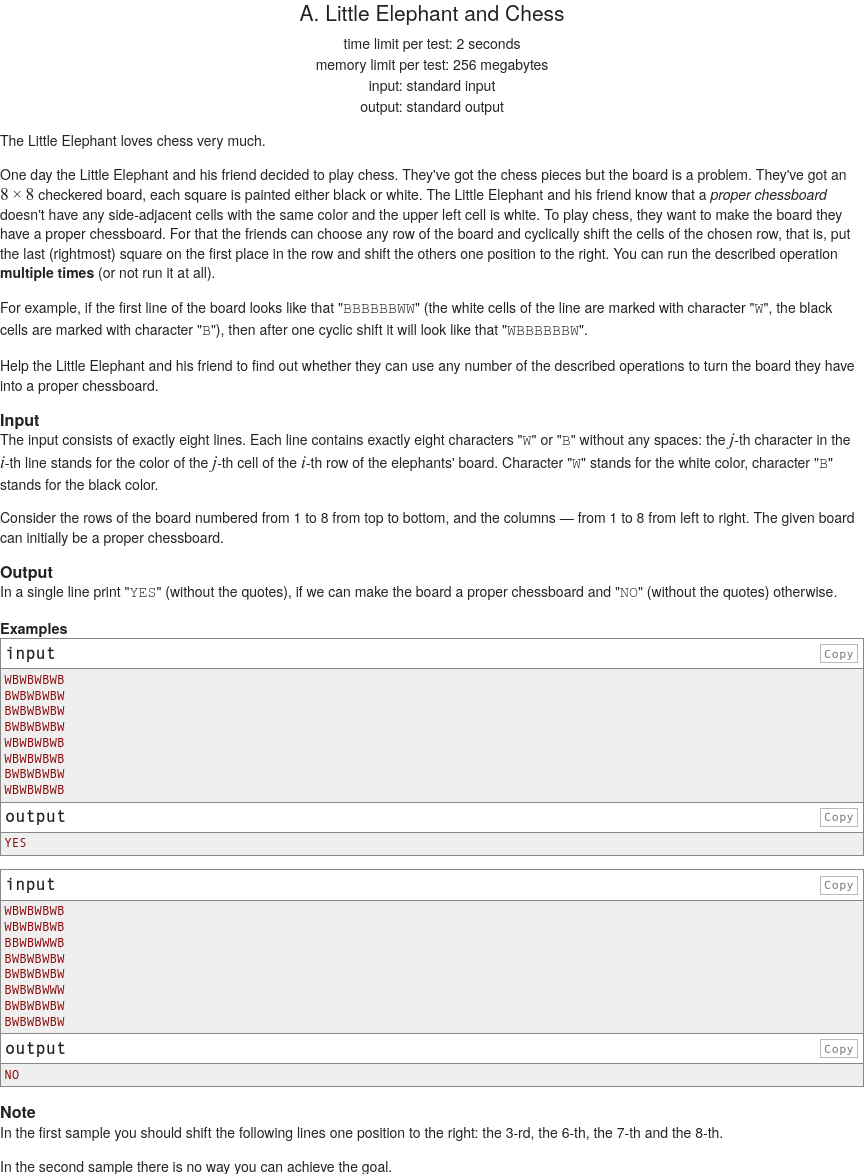 A. Little Elephant and Chess
time limit per test: 2 seconds
memory limit per test: 256 megabytes
input: standard input
output: standard output
The Little Elephant loves chess very much.
One day the Little Elephant and his friend decided to play chess. They've got the chess pieces but the board is a problem. They've got an
8 × 8 checkered board, each square is painted either black or white. The Little Elephant and his friend know that a proper chessboard
doesn't have any side-adjacent cells with the same color and the upper left cell is white. To play chess, they want to make the board they
have a proper chessboard. For that the friends can choose any row of the board and cyclically shift the cells of the chosen row, that is, put
the last (rightmost) square on the first place in the row and shift the others one position to the right. You can run the described operation
multiple times (or not run it at all).
For example, if the first line of the board looks like that "BBBBBBWW" (the white cells of the line are marked with character "W", the black
cells are marked with character "B"), then after one cyclic shift it will look like that "WBBBBBBW".
Help the Little Elephant and his friend to find out whether they can use any number of the described operations to turn the board they have
into a proper chessboard.
Input
The input consists of exactly eight lines. Each line contains exactly eight characters "W" or "B" without any spaces: the j-th character in the
i-th line stands for the color of the j-th cell of the i-th row of the elephants' board. Character "W" stands for the white color, character "B"
stands for the black color.
Consider the rows of the board numbered from 1 to 8 from top to bottom, and the columns — from 1 to 8 from left to right. The given board
can initially be a proper chessboard.
Output
In a single line print "YES" (without the quotes), if we can make the board a proper chessboard and "NO" (without the quotes) otherwise.
Examples
input
Copy
WBWBWBWB
BWBWBWBW
BWBWBWBW
BWBWBWBW
WBWBWBWB
WBWBWBWB
BWBWBWBW
WBWBWBWB
output
Copy
YES
input
Copy
WBWBWBWB
WBWBWBWB
BBWBWWWB
BWBWBWBW
BWBWBWBW
BWBWBWWW
BWBWBWBW
BWBWBWBW
output
Copy
NO
Note
In the first sample you should shift the following lines one position to the right: the 3-rd, the 6-th, the 7-th and the 8-th.
In the second sample there is no way you can achieve the goal.